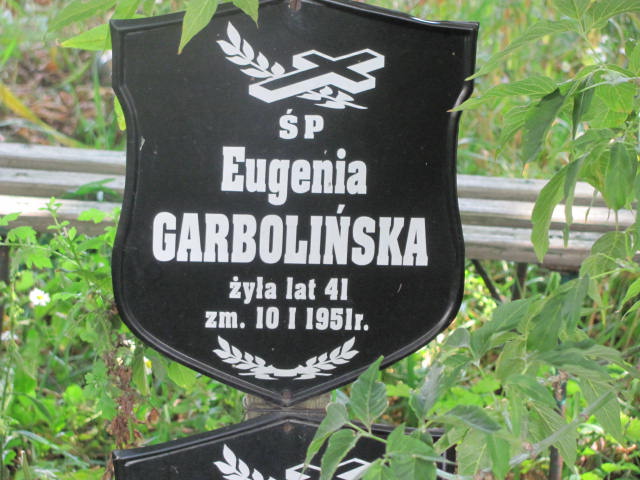 ŚP
Eugenia
GARBOLIŃSKA
żyła lat 41
zm. 10 I 1951r.